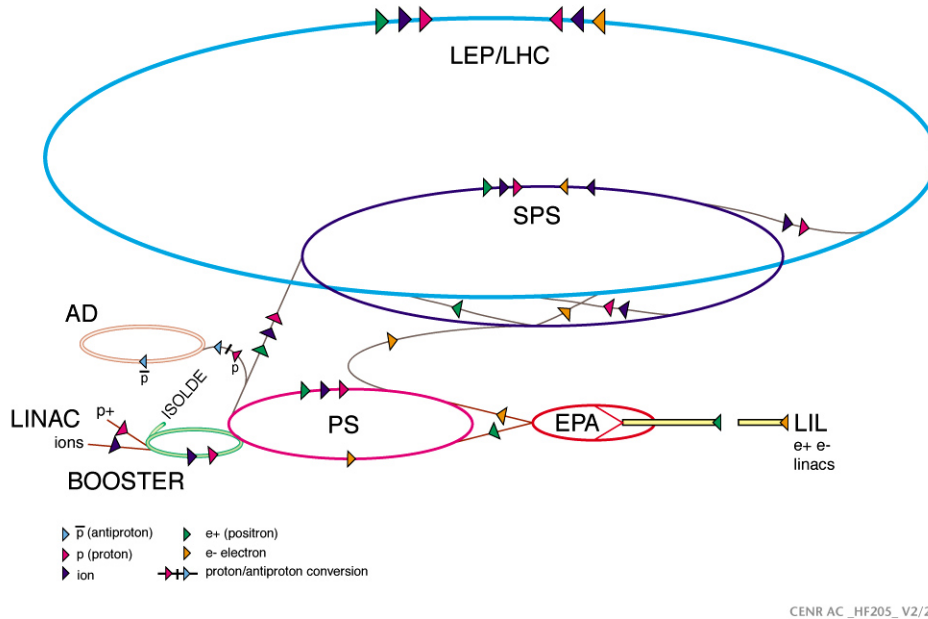 LEP/LHC
SPS
AD
p̅
p
ISOLDE
LINAC
p+
ions
BOOSTER
PS
EPA
LIL
e+ e-
linacs
p̅ (antiproton)
p (proton)
ion
e+ (positron)
e- electron
proton/antiproton conversion
CENR AC _HF205_ V2/2